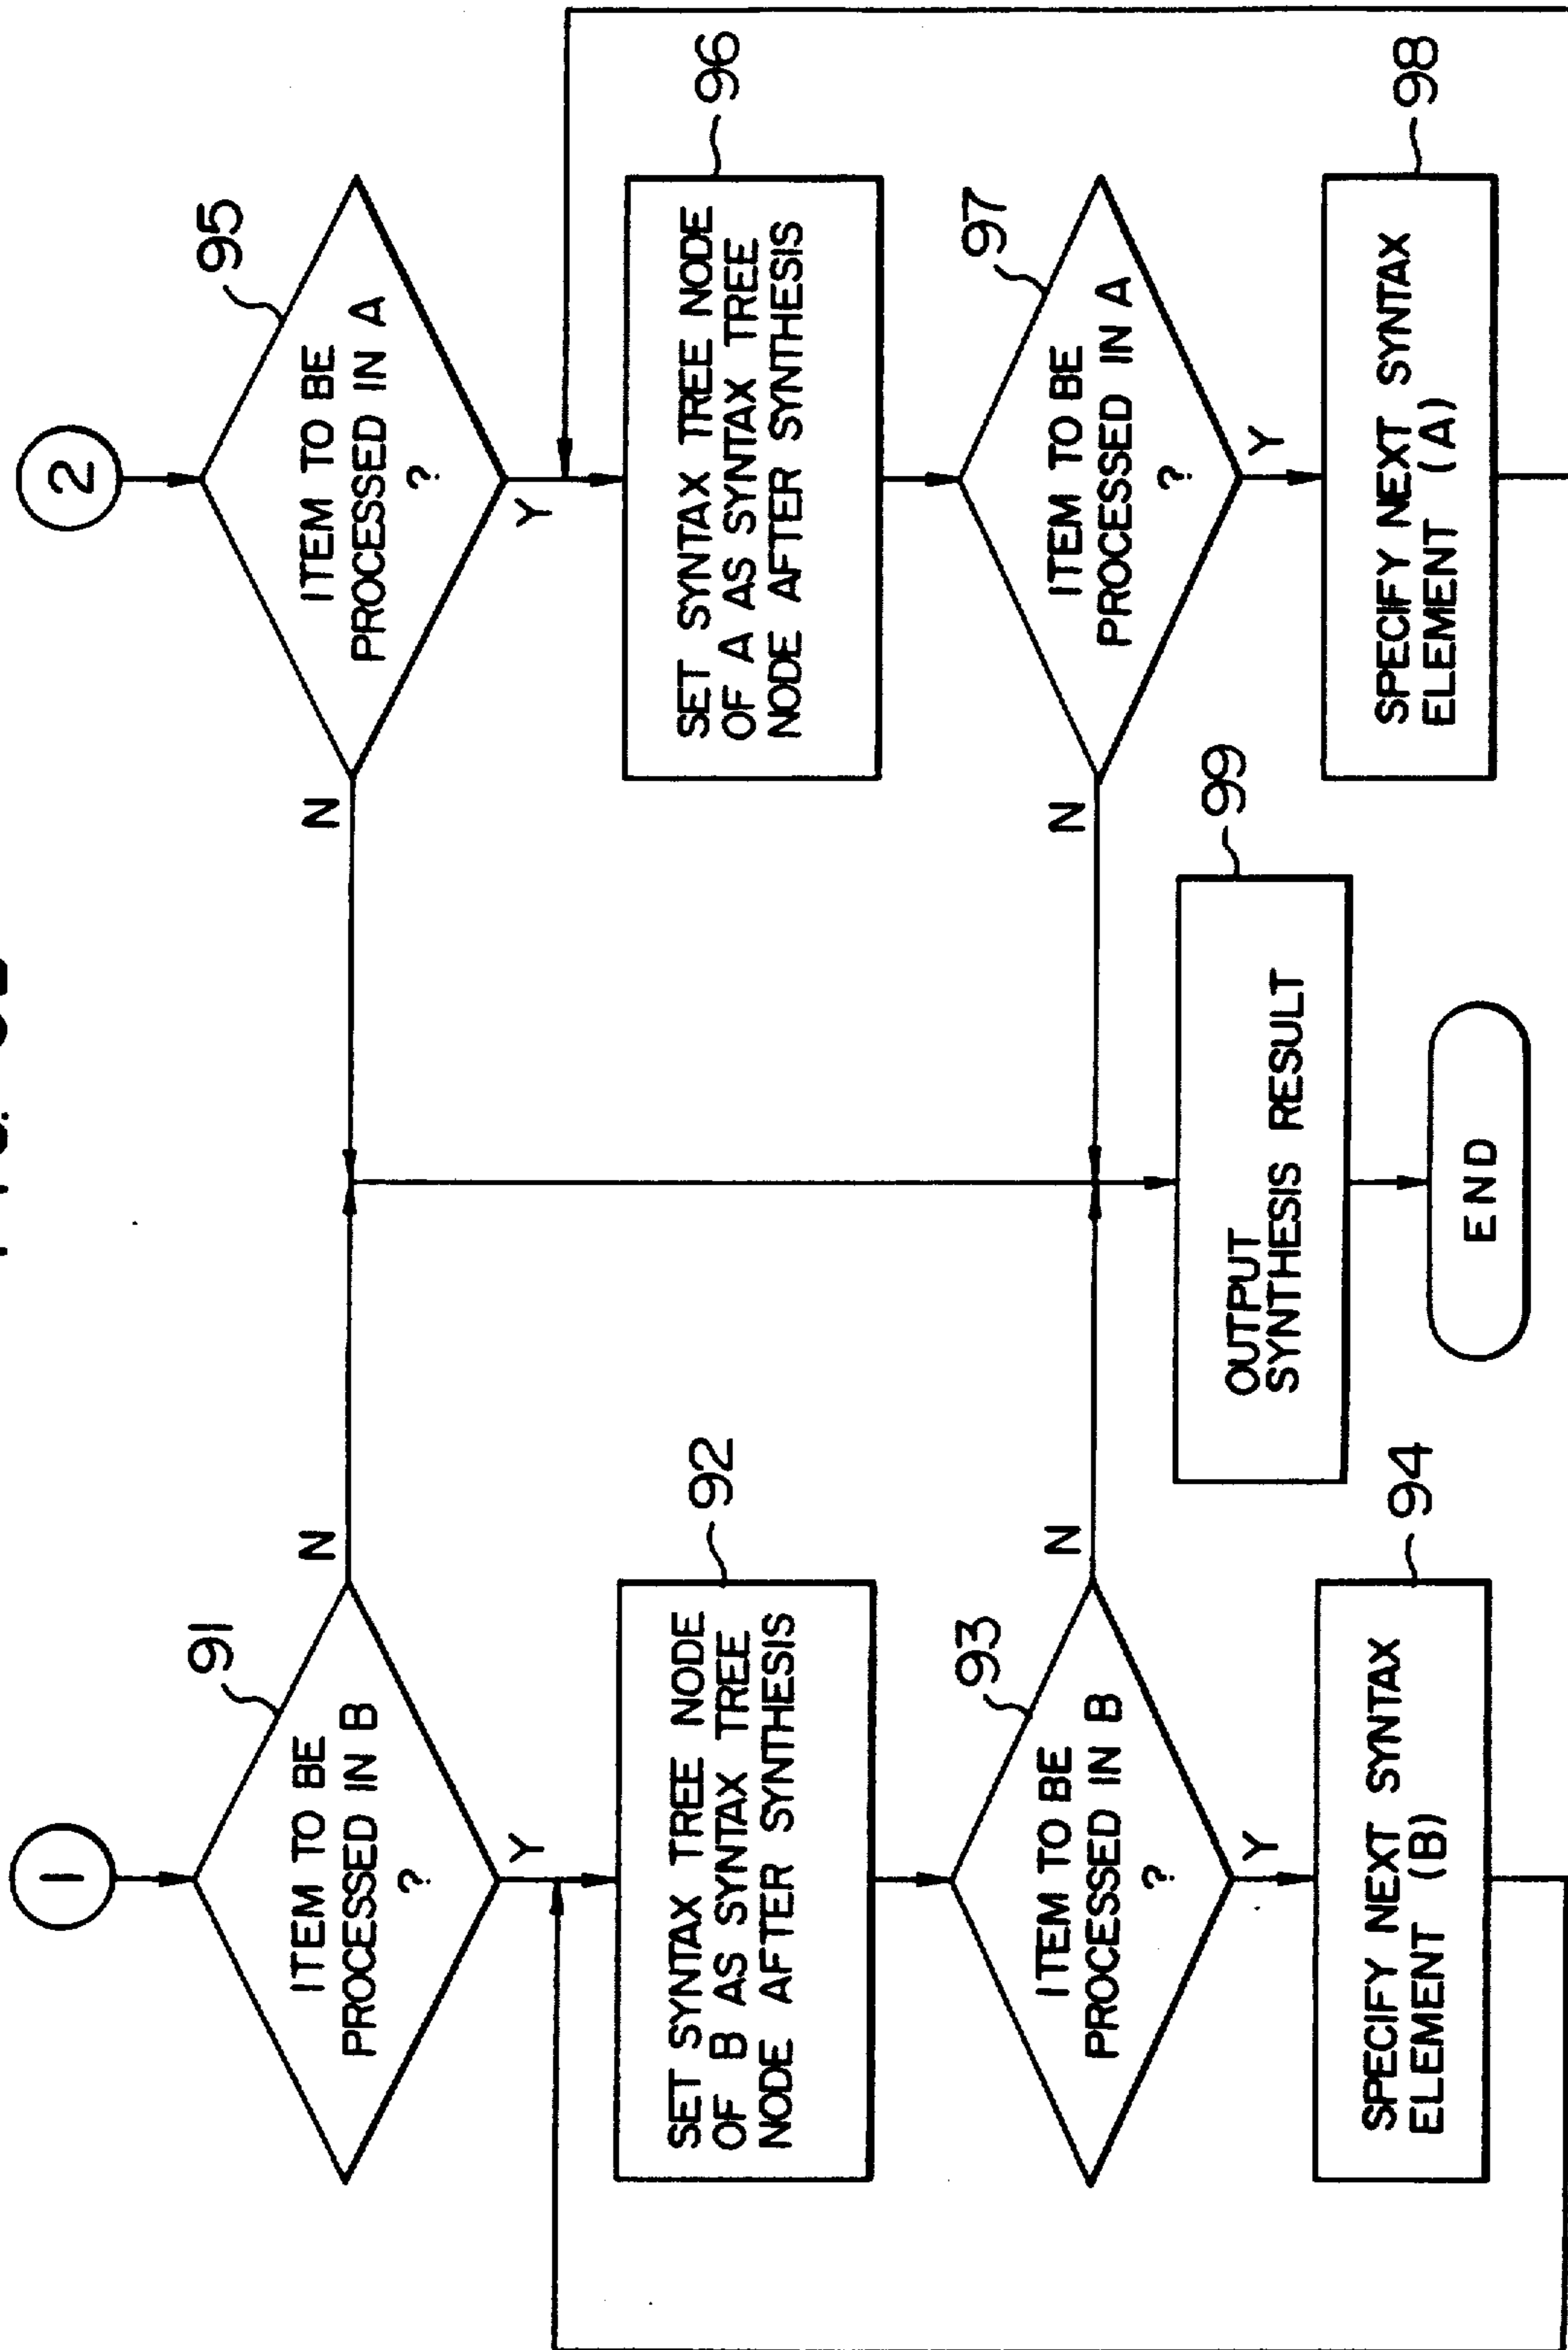 1
91
ITEM TO BE
PROCESSED IN B
?
N
Y
92
SET SYNTAX TREE NODE
OF B AS SYNTAX TREE
NODE AFTER SYNTHESIS
93
ITEM TO BE
PROCESSED IN B
?
N
Y
94
SPECIFY NEXT SYNTAX
ELEMENT (B)
2
95
ITEM TO BE
PROCESSED IN A
?
N
Y
96
SET SYNTAX TREE NODE
OF A AS SYNTAX TREE
NODE AFTER SYNTHESIS
97
ITEM TO BE
PROCESSED IN A
?
N
Y
98
SPECIFY NEXT SYNTAX
ELEMENT (A)
99
OUTPUT
SYNTHESIS RESULT
END